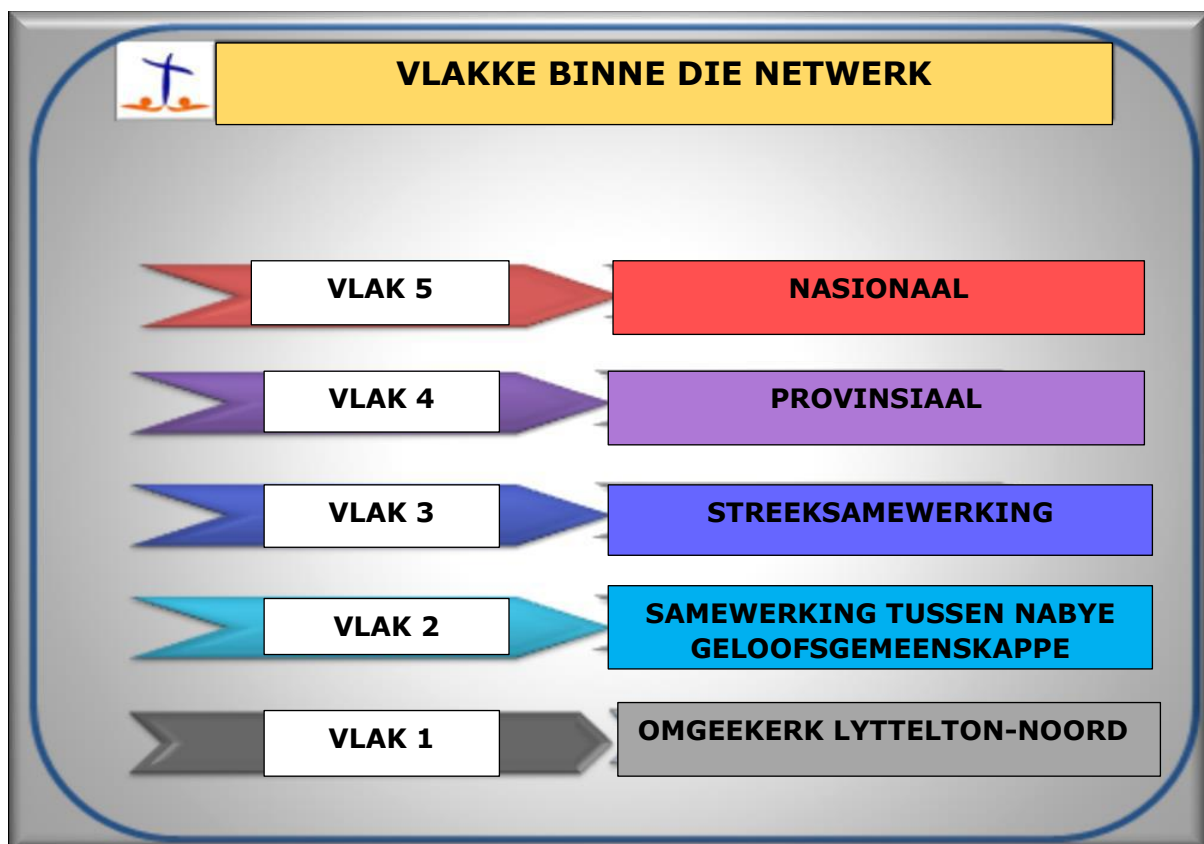 VLAKKE BINNE DIE NETWERK
VLAK 5
NASIONAAL
VLAK 4
PROVINSIAAL
VLAK 3
STREEKSAMEWERKING
VLAK 2
SAMEWERKING TUSSEN NABYE
GELOOFSGEMEENSKAPPE
VLAK 1
OMGEEKERK LYTTELTON-NOORD